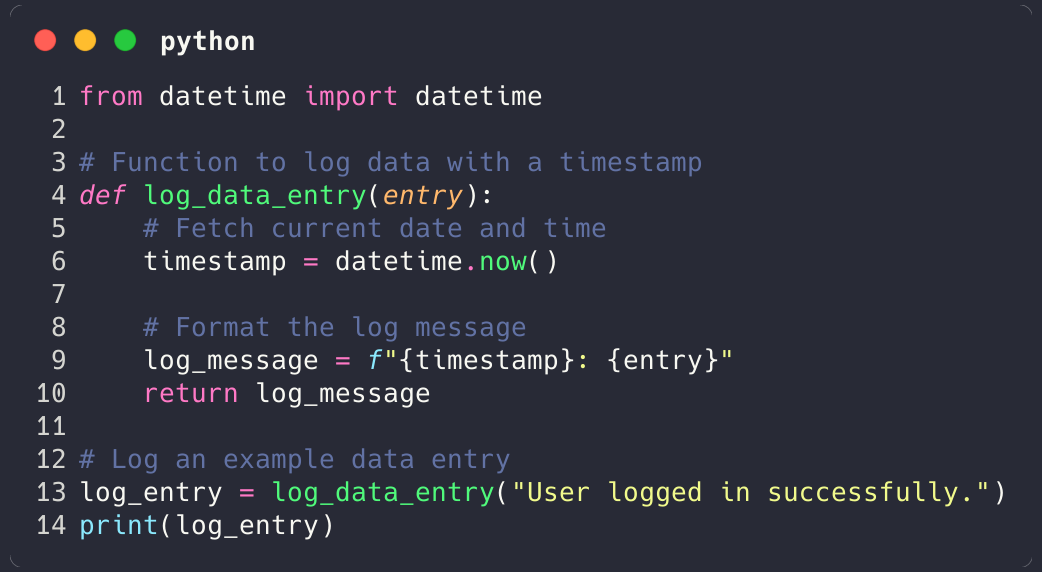 python
1 from datetime import datetime
2
3 # Function to log data with a timestamp
4 def log_data_entry(entry):
5     # Fetch current date and time
6     timestamp = datetime.now()
7
8     # Format the log message
9     log_message = f"{timestamp}: {entry}"
10     return log_message
11
12 # Log an example data entry
13 log_entry = log_data_entry("User logged in successfully.")
14 print(log_entry)